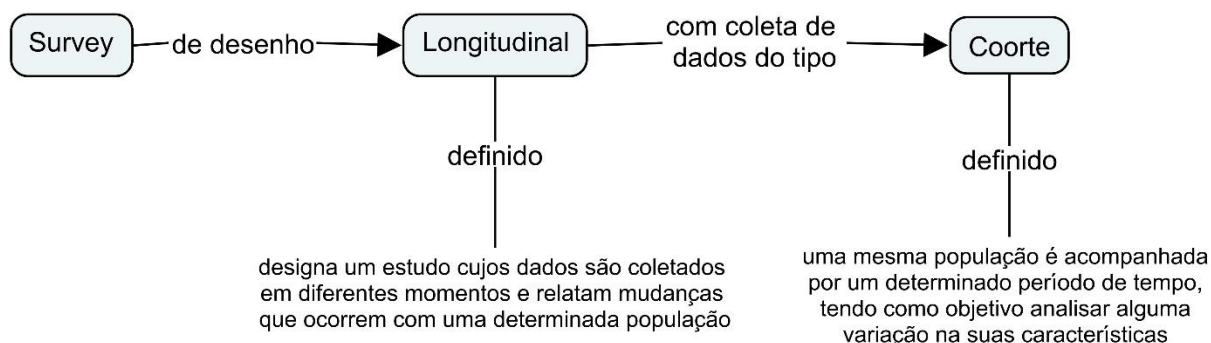 Survey
de desenho
Longitudinal
com coleta de
dados do tipo
Coorte
definido
definido
designa um estudo cujos dados são coletados
em diferentes momentos e relatam mudanças
que ocorrem com uma determinada população
uma mesma população é acompanhada
por um determinado período de tempo,
tendo como objetivo analisar alguma
variação na suas características